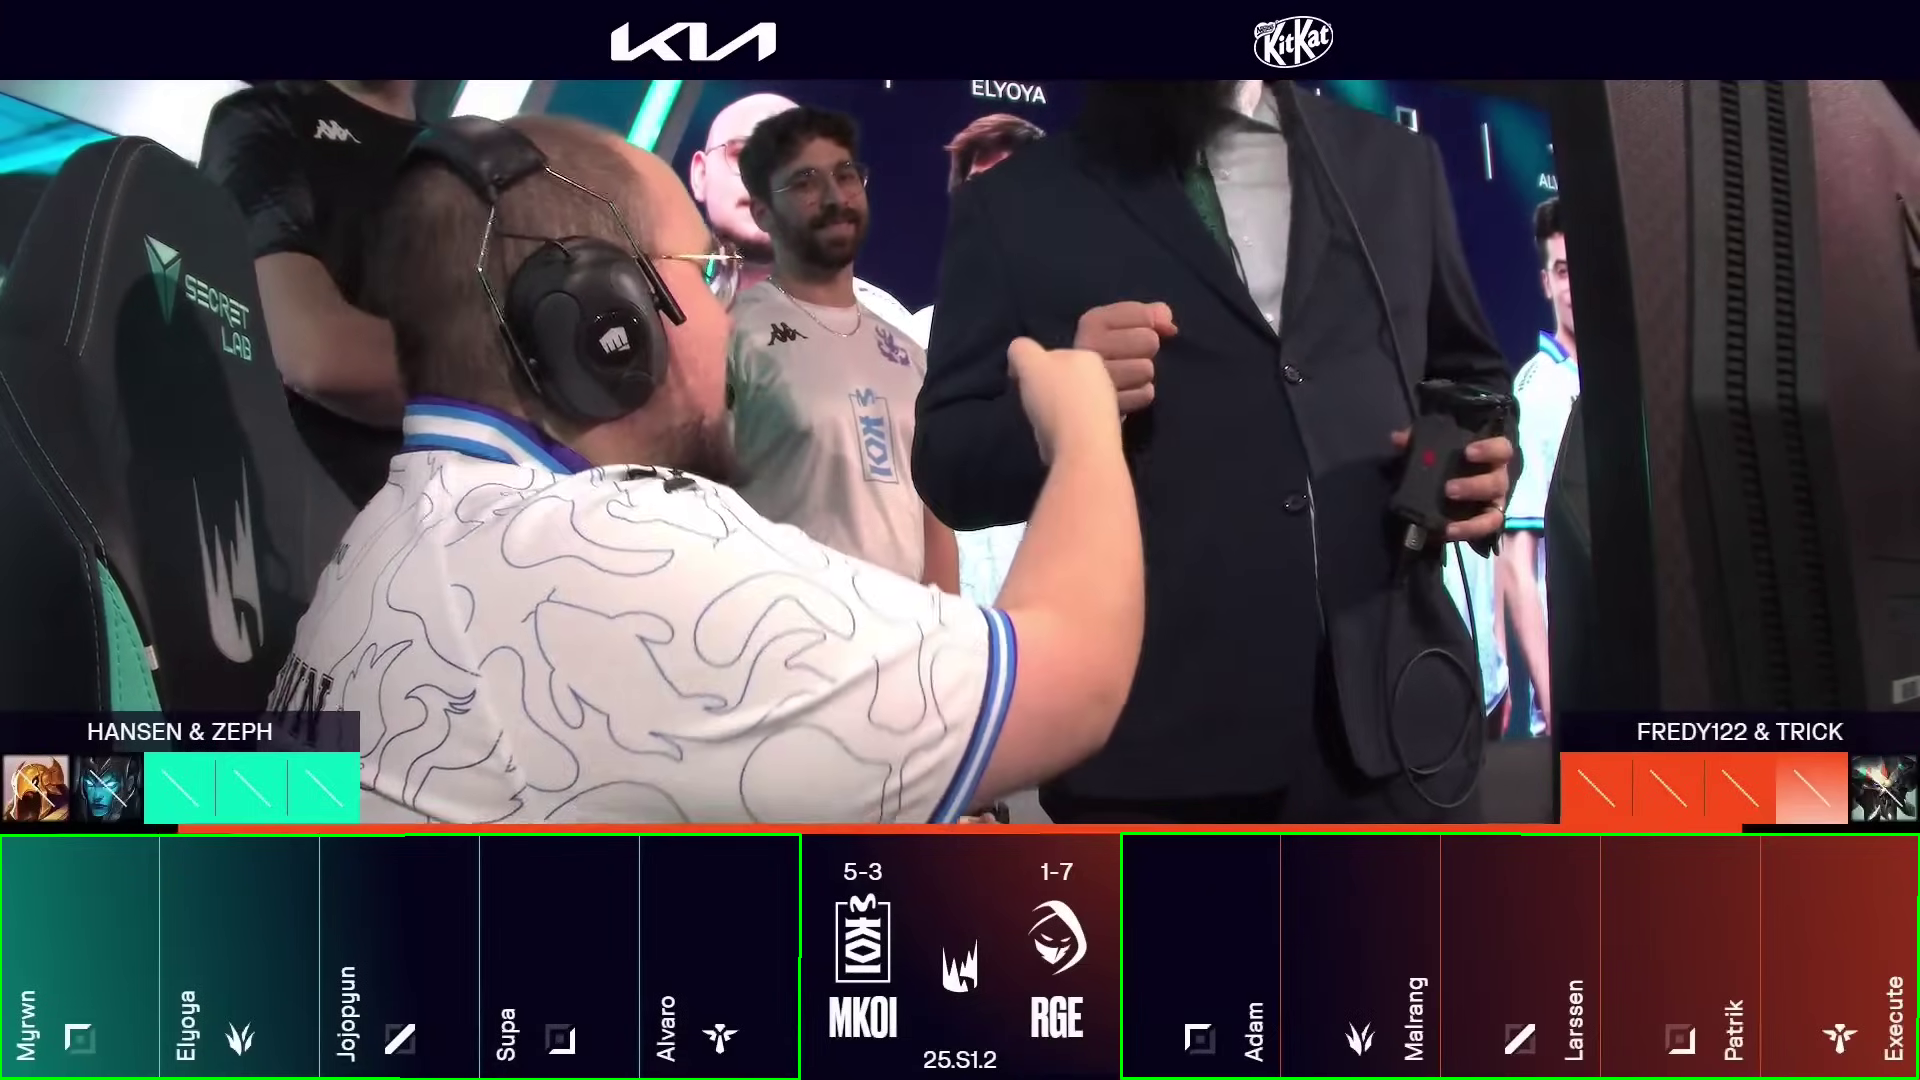 KIA
Nestlé
KitKat
ELYOYA
SECRET
LAB
HANSEN & ZEPH
FREDY122 & TRICK
Myrwn
Elyoya
Jojopyun
Supa
Alvaro
5-3
1-7
MKOI
RGE
25.S1.2
Adam
Malrang
Larssen
Patrik
Execute